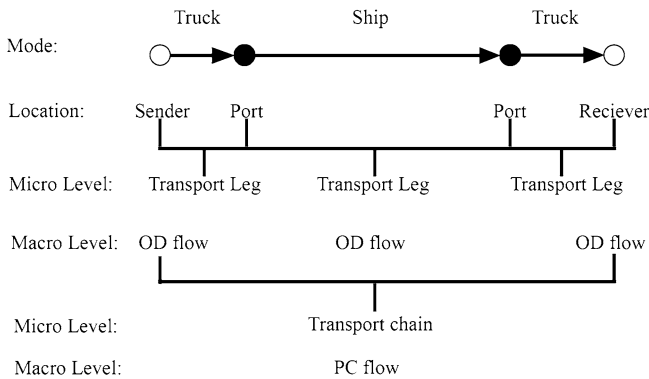 Truck Ship Truck
Mode:
Location: Sender Port Port Reciever
Micro Level: Transport Leg Transport Leg Transport Leg
Macro Level: OD flow OD flow OD flow
Micro Level: Transport chain
Macro Level: PC flow